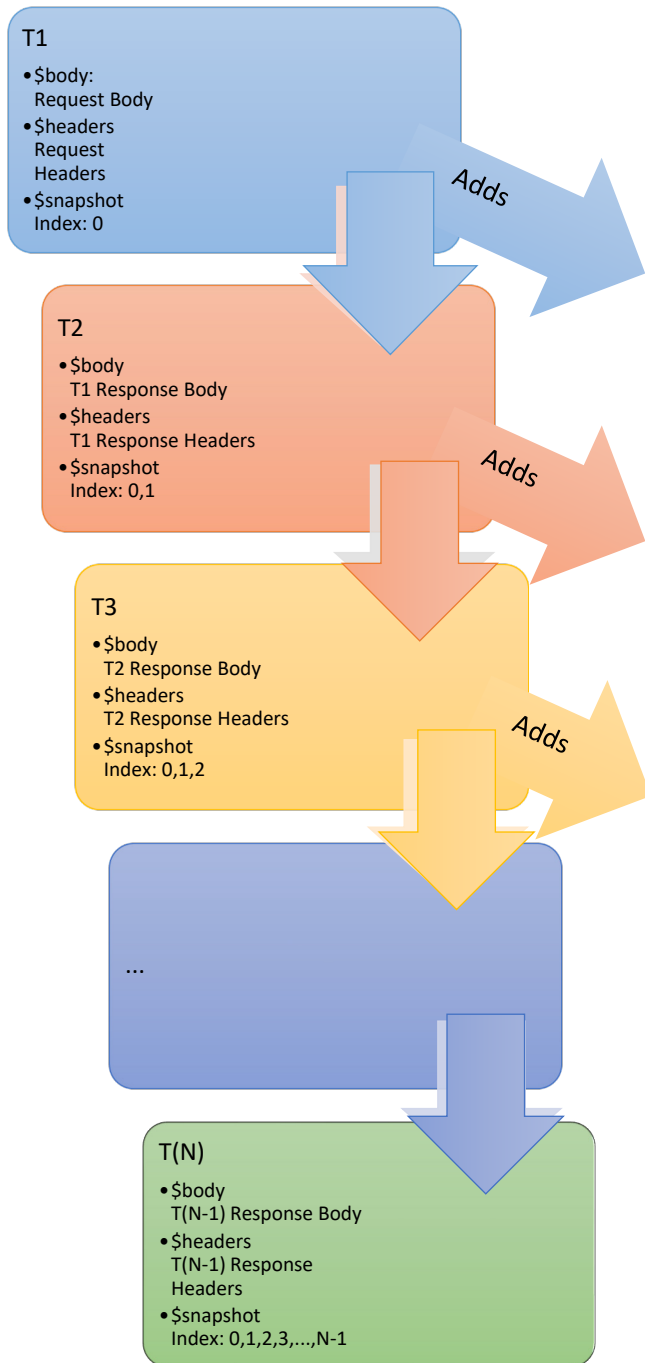 T1
•$body:
Request Body
•$headers
Request
Headers
•$snapshot
Index: 0
Adds
T2
•$body
T1 Response Body
•$headers
T1 Response Headers
•$snapshot
Index: 0,1
Adds
T3
•$body
T2 Response Body
•$headers
T2 Response Headers
•$snapshot
Index: 0,1,2
Adds
...
T(N)
•$body
T(N-1) Response Body
•$headers
T(N-1) Response
Headers
•$snapshot
Index: 0,1,2,3,...,N-1